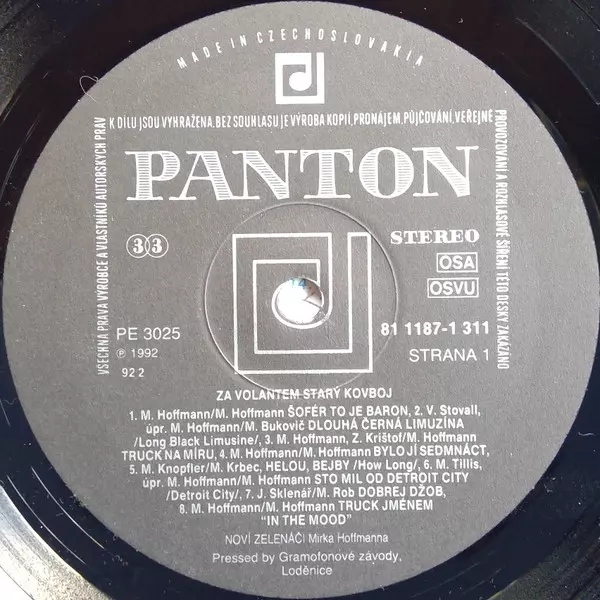 MADE IN CZECHOSLOVAKIA
VŠECHNA PRÁVA VÝROBCE A VLASTNÍKŮ AUTORSKÝCH PRÁV
K DÍLU JSOU VYHRAŽENA. BEZ SOUHLASU JE VÝROBA KOPIÍ, PRONÁJEM, PŮJČOVÁNÍ, VEŘEJNÉ
PROVOZOVÁNÍ A ROZHLASOVÉ ŠÍŘENÍ TÉTO DESKY ZAKÁZÁNO
PANTON
33
STEREO
OSA
OSVU
PE 3025
℗ 1992
92 2
81 1187-1 311
STRANA 1
ZA VOLANTEM STARÝ KOVBOJ
1. M. Hoffmann/M. Hoffmann ŠOFÉR TO JE BARON, 2. V. Stovall,
úpr. M. Hoffmann/M. Bukovič DLOUHÁ ČERNÁ LIMUZÍNA
/Long Black Limusine/, 3. M. Hoffmann, Z. Krištof/M. Hoffmann
TRUCK NA MÍRU, 4. M. Hoffmann/M. Hoffmann BYLO JÍ SEDMNÁCT,
5. M. Knopfler/M. Krbec, HELOU, BEJBY /How Long/, 6. M. Tillis,
úpr. M. Hoffmann/M. Hoffmann STO MIL OD DETROIT CITY
/Detroit City/, 7. J. Sklenář/M. Rob DOBREJ DŽOB,
8. M. Hoffmann/M. Hoffmann TRUCK JMÉNEM
"IN THE MOOD"
NOVÍ ZELENÁČI Mirka Hoffmanna
Pressed by Gramofonové závody,
Loděnice